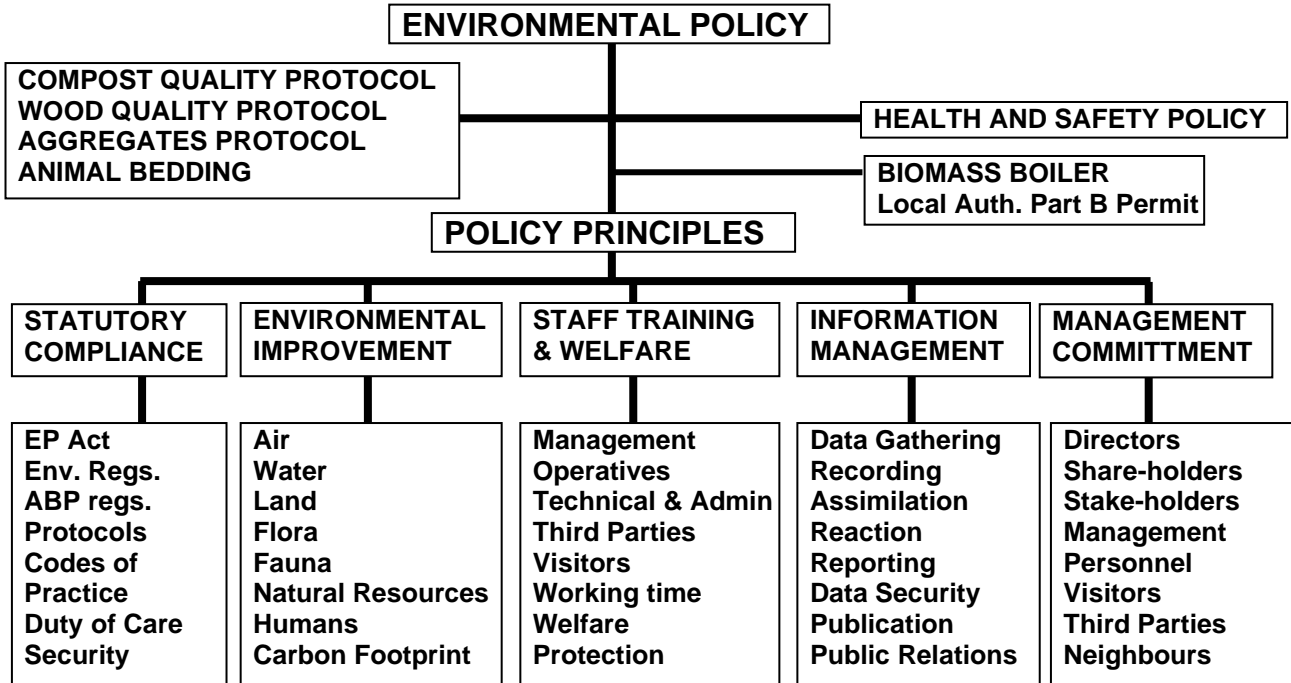 ENVIRONMENTAL POLICY
COMPOST QUALITY PROTOCOL
WOOD QUALITY PROTOCOL
AGGREGATES PROTOCOL
ANIMAL BEDDING
HEALTH AND SAFETY POLICY
BIOMASS BOILER
Local Auth. Part B Permit
POLICY PRINCIPLES
STATUTORY
COMPLIANCE
ENVIRONMENTAL
IMPROVEMENT
STAFF TRAINING
& WELFARE
INFORMATION
MANAGEMENT
MANAGEMENT
COMMITTMENT
EP Act
Env. Regs.
ABP regs.
Protocols
Codes of
Practice
Duty of Care
Security
Air
Water
Land
Flora
Fauna
Natural Resources
Humans
Carbon Footprint
Management
Operatives
Technical & Admin
Third Parties
Visitors
Working time
Welfare
Protection
Data Gathering
Recording
Assimilation
Reaction
Reporting
Data Security
Publication
Public Relations
Directors
Share-holders
Stake-holders
Management
Personnel
Visitors
Third Parties
Neighbours